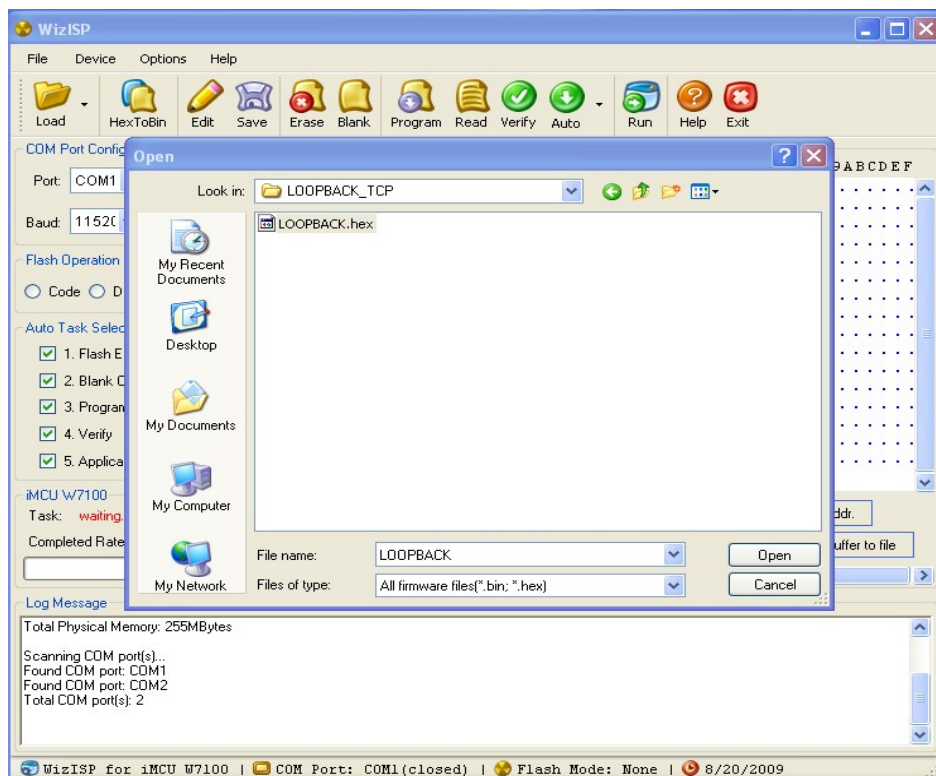 WizISP
File Device Options Help
Load HexToBin Edit Save Erase Blank Program Read Verify Auto Run Help Exit
COM Port Config
Open
9ABCDEF
Port: COM1
Look in: LOOPBACK_TCP
Baud: 11520
LOOPBACK.hex
My Recent
Documents
Flash Operation
Code D
Desktop
Auto Task Selec
1. Flash E
2. Blank C
My Documents
3. Program
4. Verify
5. Applica
My Computer
iMCU W7100
Task: waiting.
ddr.
Completed Rate
File name: LOOPBACK Open
uffer to file
My Network
Files of type: All firmware files(*.bin; *.hex) Cancel
Log Message
Total Physical Memory: 255MBytes
Scanning COM port(s)...
Found COM port: COM1
Found COM port: COM2
Total COM port(s): 2
WizISP for iMCU W7100 | COM Port: COM1(closed) | Flash Mode: None | 8/20/2009